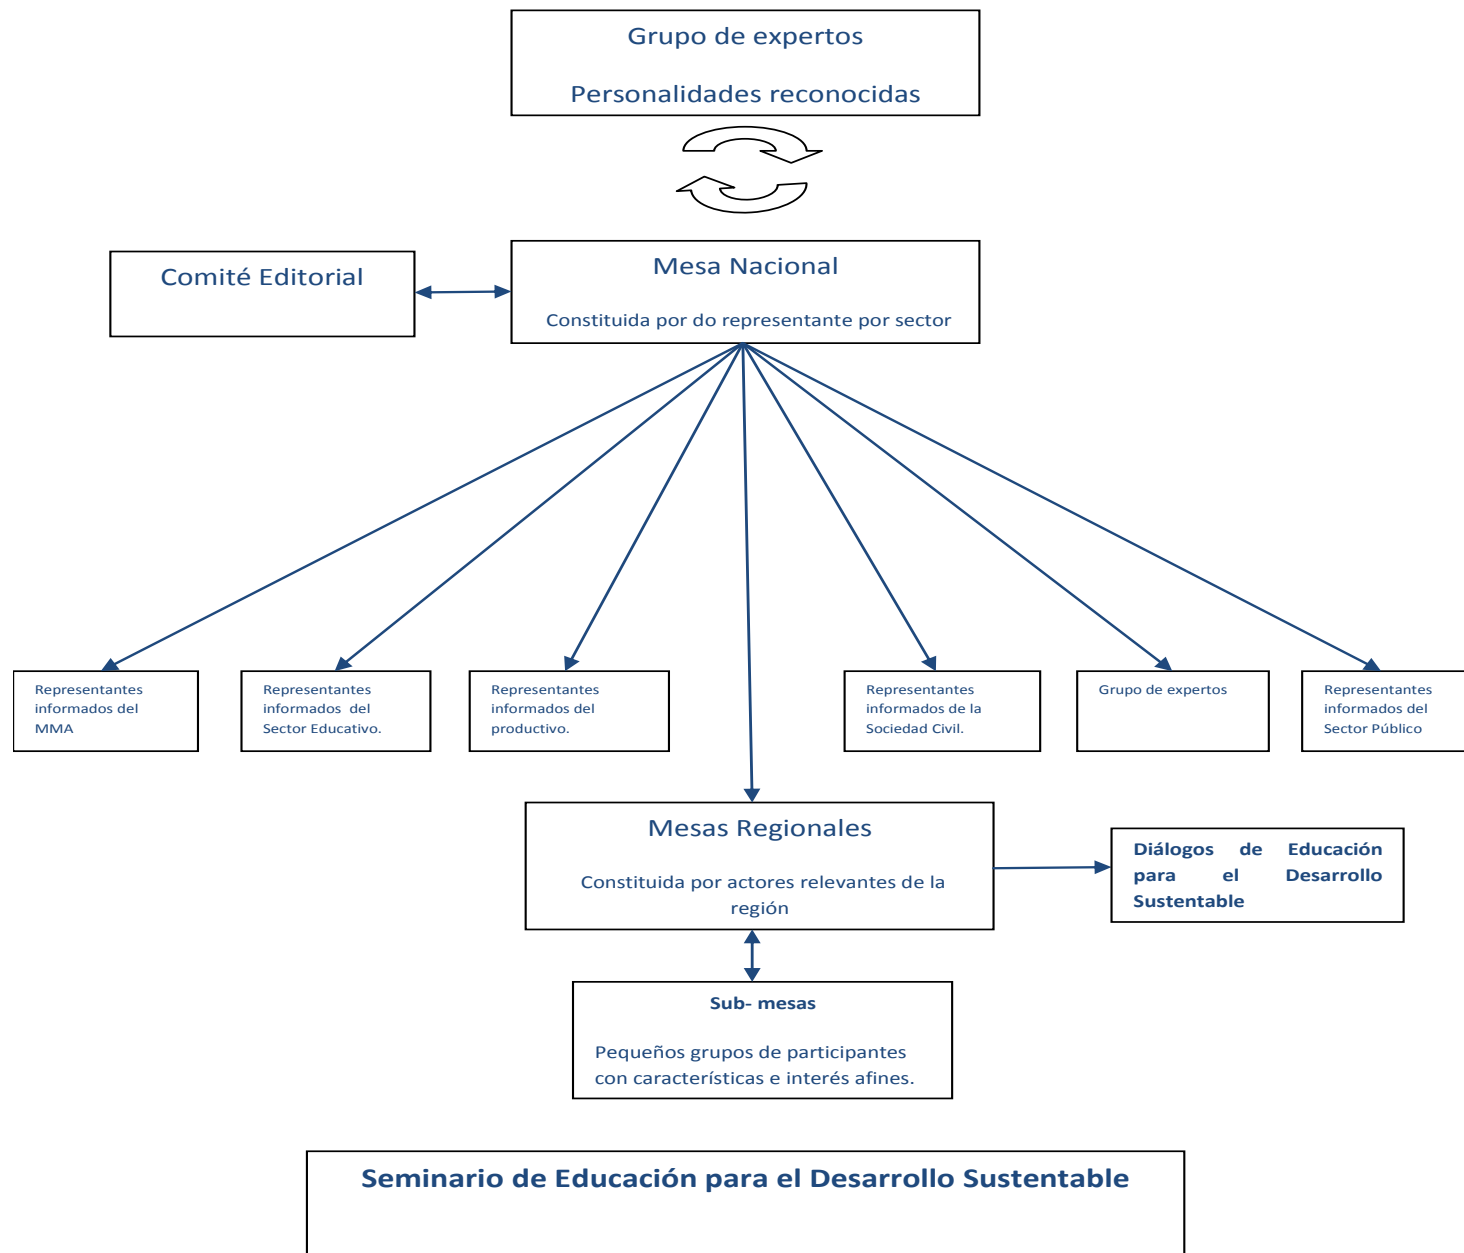 Grupo de expertos
Personalidades reconocidas
Comité Editorial
Mesa Nacional
Constituida por do representante por sector
Representantes
informados del
MMA
Representantes
informados  del
Sector Educativo.
Representantes
informados del
productivo.
Representantes
informados de la
Sociedad Civil.
Grupo de expertos
Representantes
informados del
Sector Público
Mesas Regionales
Constituida por actores relevantes de la
región
Diálogos de Educación
para el Desarrollo
Sustentable
Sub- mesas
Pequeños grupos de participantes
con características e interés afines.
Seminario de Educación para el Desarrollo Sustentable